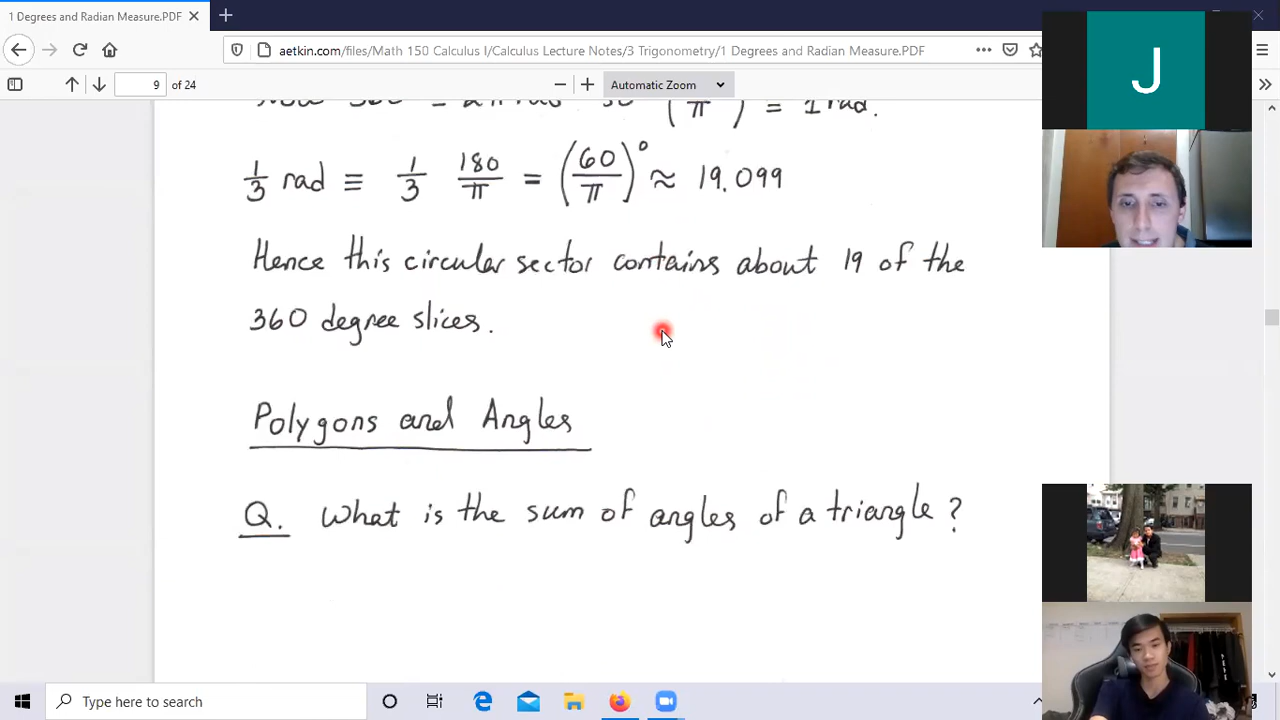 1 Degrees and Radian Measure.PDF
aetkin.com/files/Math 150 Calculus I/Calculus Lecture Notes/3 Trigonometry/1 Degrees and Radian Measure.PDF
9 of 24
Automatic Zoom
= 1 rad.
1/3 rad ≡ 1/3 180/π = (60/π)° ≈ 19.099
Hence this circular sector contains about 19 of the
360 degree slices.
Polygons and Angles
Q. What is the sum of angles of a triangle?
J
Type here to search